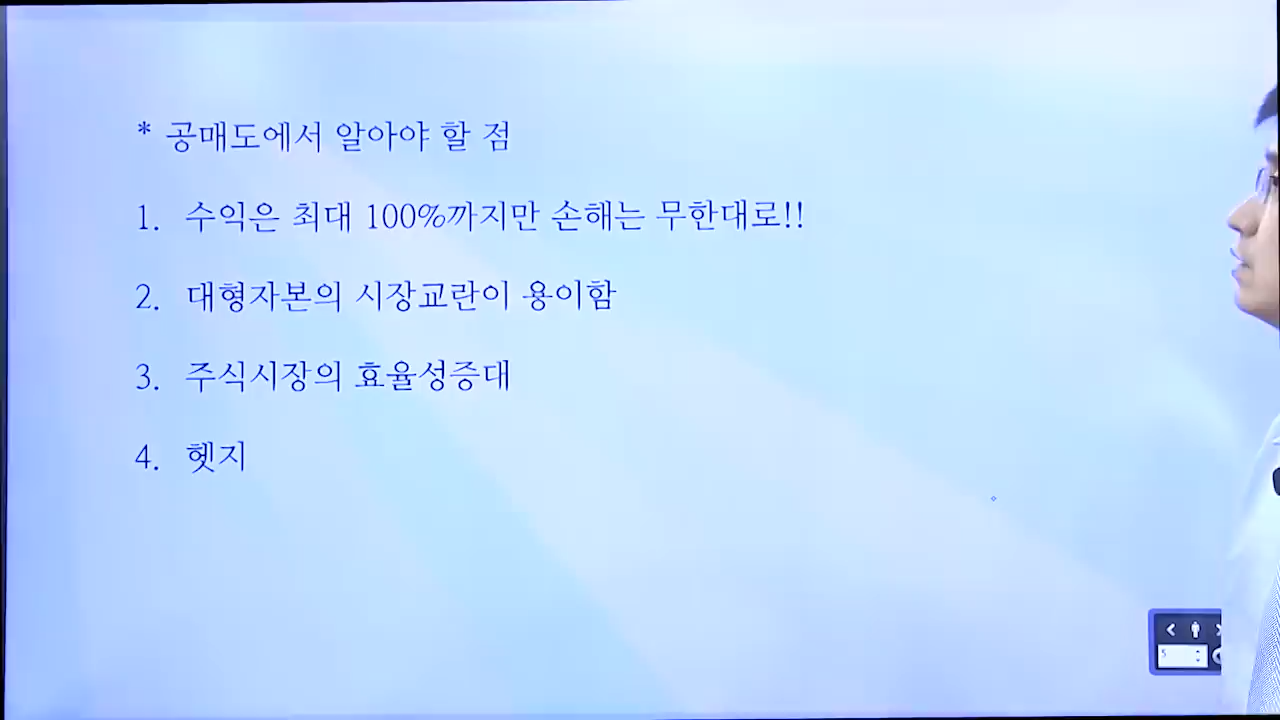 * 공매도에서 알아야 할 점
1. 수익은 최대 100%까지만 손해는 무한대로!!
2. 대형자본의 시장교란이 용이함
3. 주식시장의 효율성증대
4. 헷지
5